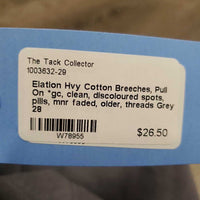 The Tack Collector
1003632-29
Elation Hvy Cotton Breeches, Pull
On *gc, clean, discoloured spots,
pills, mnr faded, older, threads Grey
28
W78955
$26.50